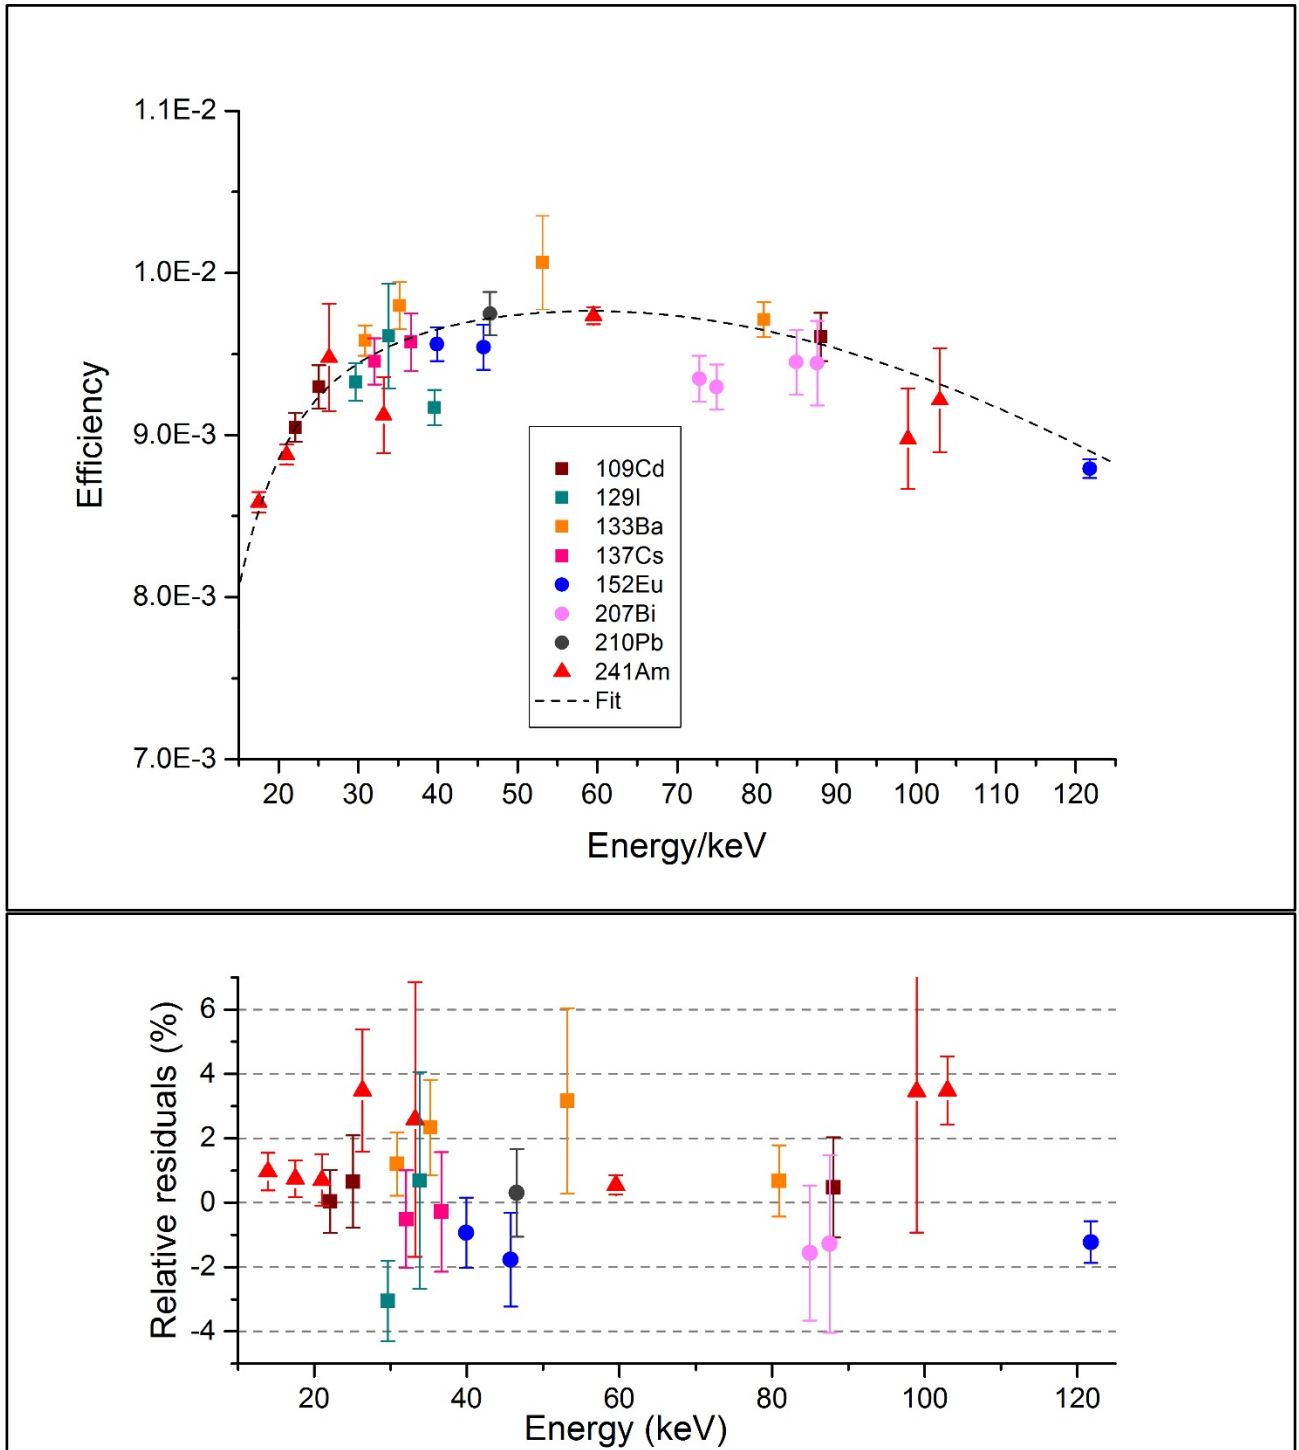 1.1E-2
1.0E-2
9.0E-3
8.0E-3
7.0E-3
Efficiency
109Cd
129I
133Ba
137Cs
152Eu
207Bi
210Pb
241Am
Fit
20 30 40 50 60 70 80 90 100 110 120
Energy/keV
6
4
2
0
-2
-4
Relative residuals (%)
20 40 60 80 100 120
Energy (keV)